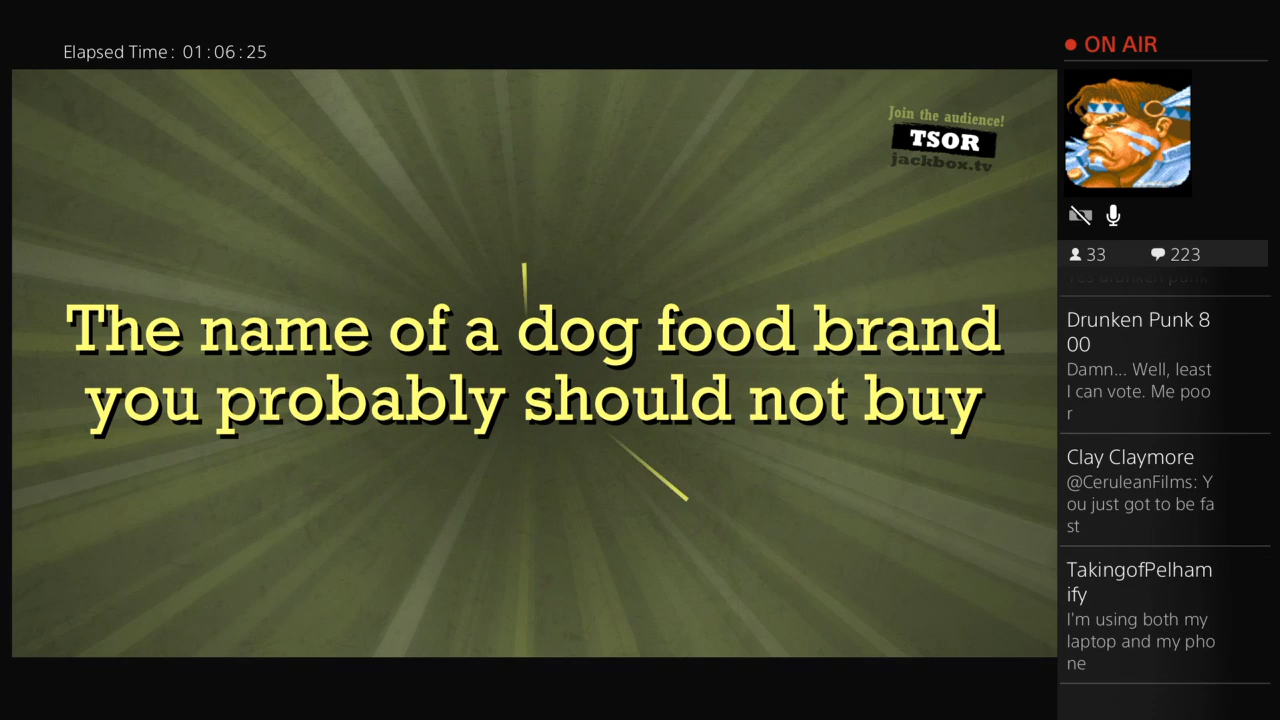 Elapsed Time: 01:06:25
ON AIR
Join the audience!
TSOR
jackbox.tv
33 223
The name of a dog food brand
you probably should not buy
Drunken Punk 8
00
Damn... Well, least
I can vote. Me poo
r
Clay Claymore
@CeruleanFilms: Y
ou just got to be fa
st
TakingofPelham
ify
I'm using both my
laptop and my pho
ne